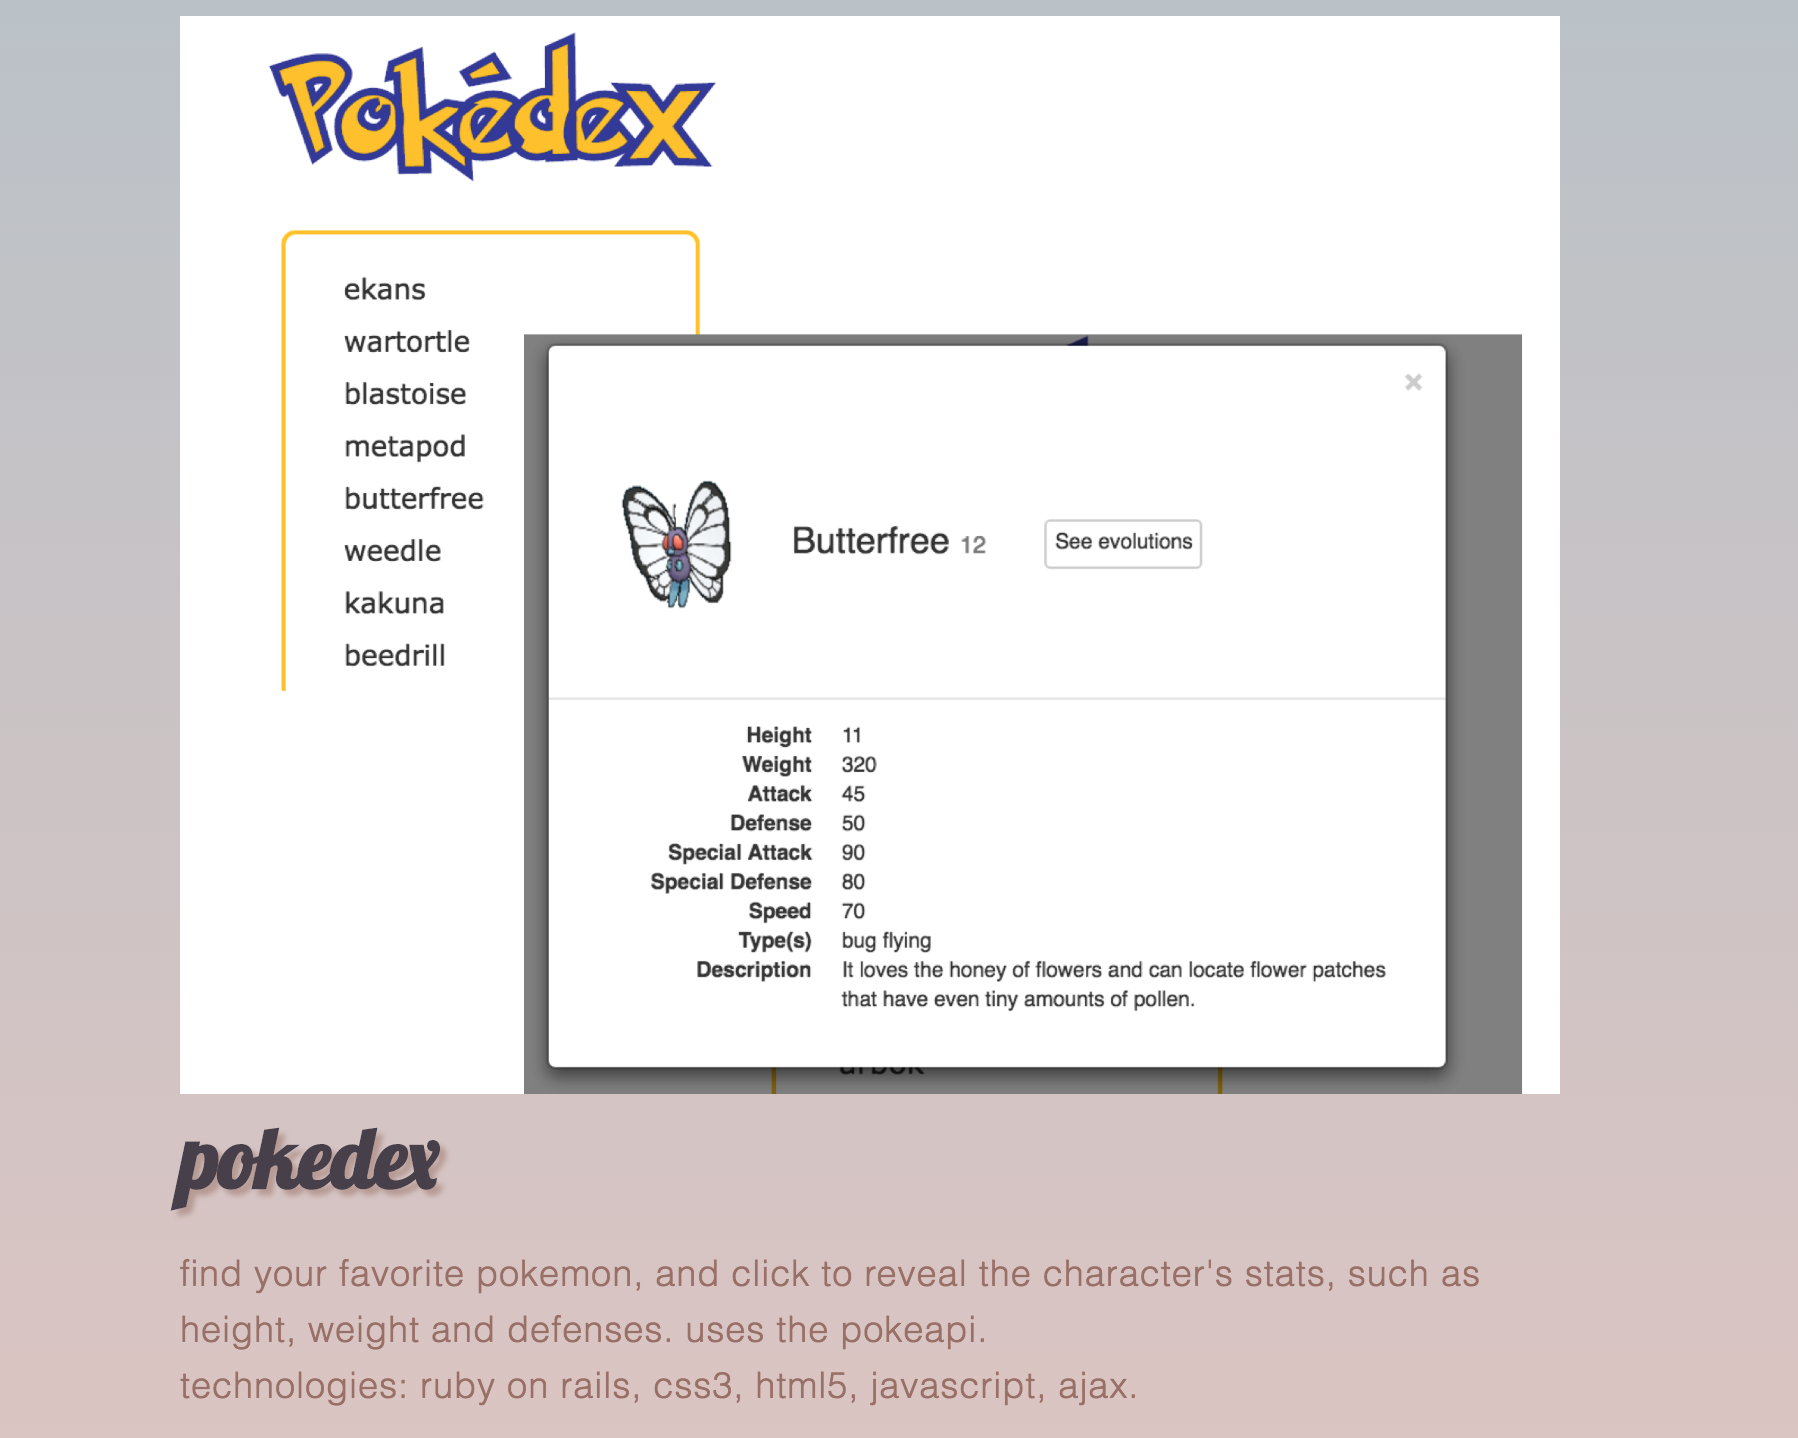 Pokédex
ekans
wartortle
blastoise
metapod
butterfree
weedle
kakuna
beedrill
×
Butterfree 12
See evolutions
Height 11
Weight 320
Attack 45
Defense 50
Special Attack 90
Special Defense 80
Speed 70
Type(s) bug flying
Description It loves the honey of flowers and can locate flower patches
that have even tiny amounts of pollen.
arbok
pokedex
find your favorite pokemon, and click to reveal the character's stats, such as
height, weight and defenses. uses the pokeapi.
technologies: ruby on rails, css3, html5, javascript, ajax.